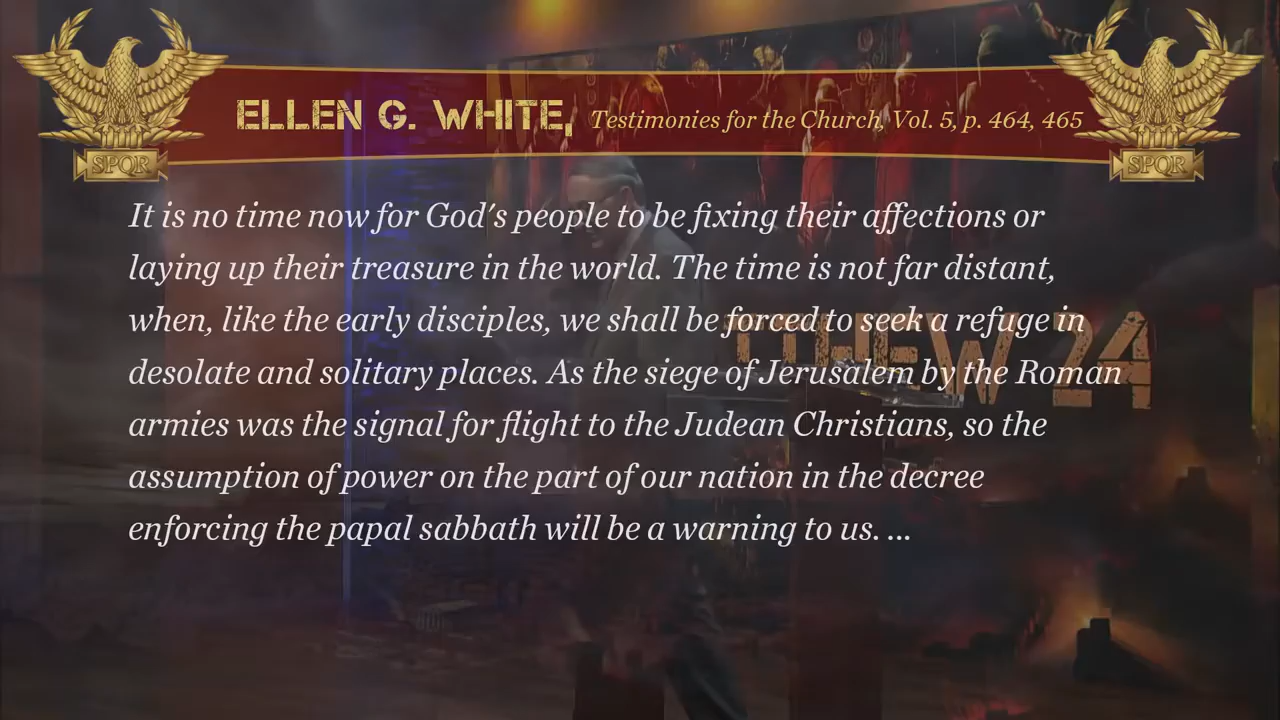 ELLEN G. WHITE, Testimonies for the Church, Vol. 5, p. 464, 465
SPQR SPQR
It is no time now for God's people to be fixing their affections or
laying up their treasure in the world. The time is not far distant,
when, like the early disciples, we shall be forced to seek a refuge in
desolate and solitary places. As the siege of Jerusalem by the Roman
armies was the signal for flight to the Judean Christians, so the
assumption of power on the part of our nation in the decree
enforcing the papal sabbath will be a warning to us. ...
TTHEW 24